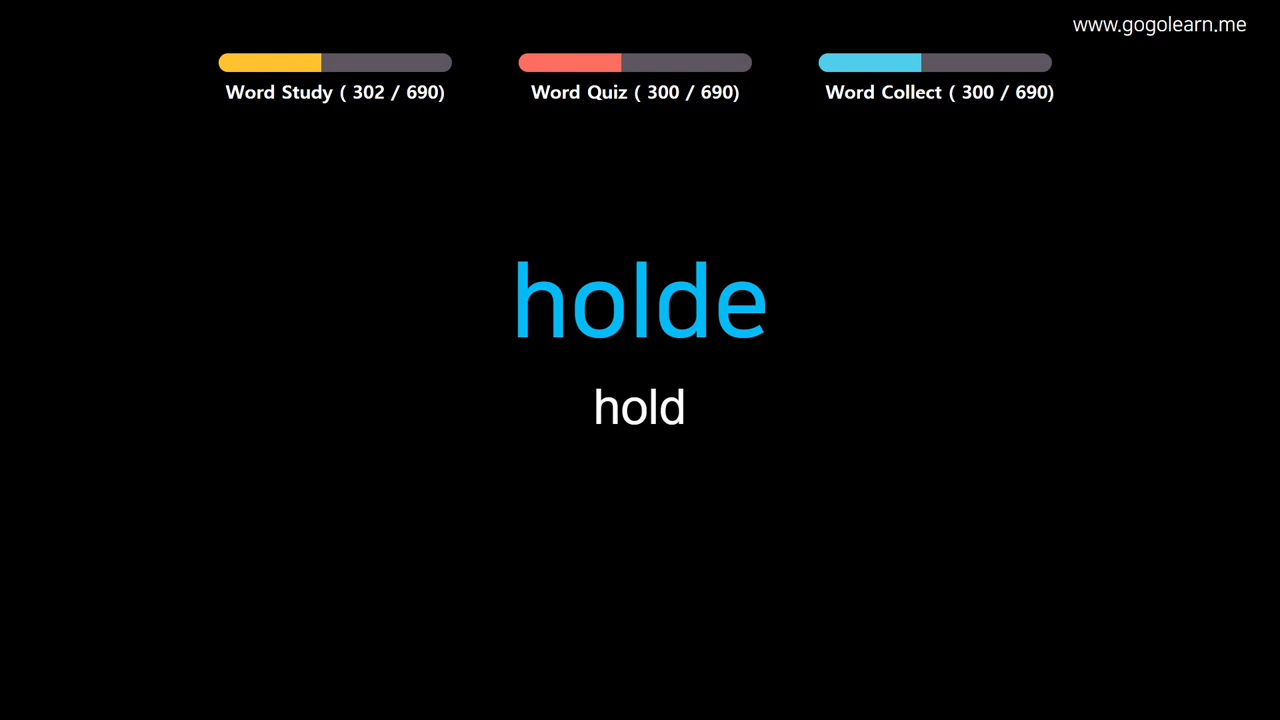 www.gogolearn.me
Word Study ( 302 / 690)
Word Quiz ( 300 / 690)
Word Collect ( 300 / 690)
holde
hold